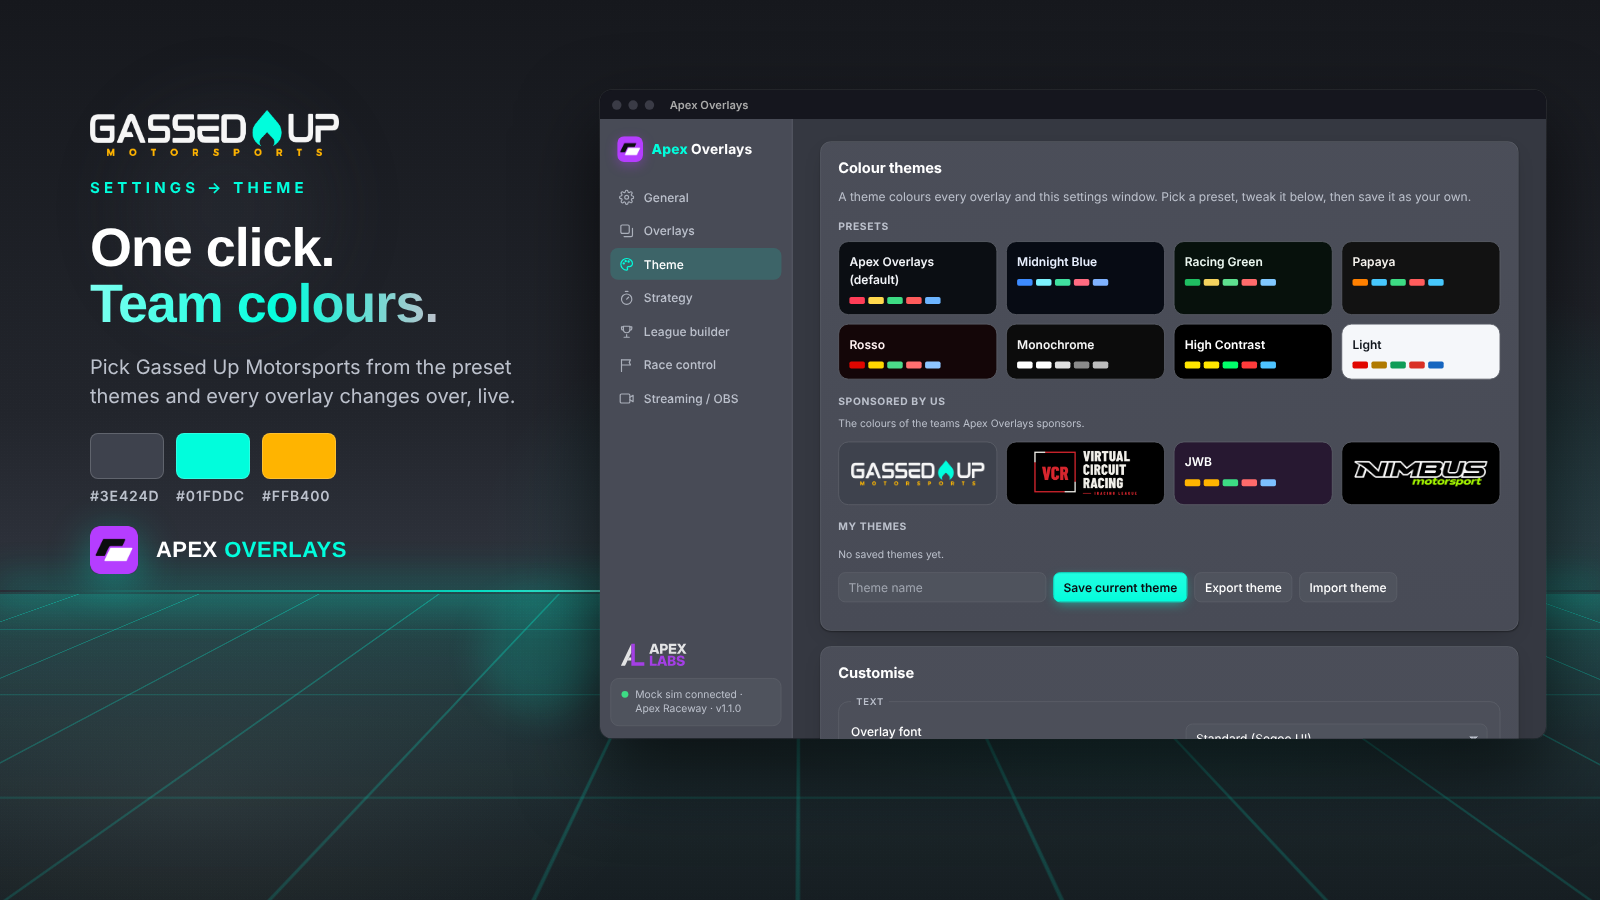 GASSED UP
MOTORSPORTS
SETTINGS → THEME
One click.
Team colours.
Pick Gassed Up Motorsports from the preset
themes and every overlay changes over, live.
#3E424D #01FDDC #FFB400
APEX OVERLAYS
Apex Overlays
Apex Overlays
General
Overlays
Theme
Strategy
League builder
Race control
Streaming / OBS
APEX
LABS
Mock sim connected ·
Apex Raceway · v1.1.0
Colour themes
A theme colours every overlay and this settings window. Pick a preset, tweak it below, then save it as your own.
PRESETS
Apex Overlays
(default)
Midnight Blue
Racing Green
Papaya
Rosso
Monochrome
High Contrast
Light
SPONSORED BY US
The colours of the teams Apex Overlays sponsors.
GASSED UP
MOTORSPORTS
VCR
VIRTUAL
CIRCUIT
RACING
IRACING LEAGUE
JWB
NIMBUS
motorsport
MY THEMES
No saved themes yet.
Theme name
Save current theme
Export theme
Import theme
Customise
TEXT
Overlay font
Standard (Segoe UI)